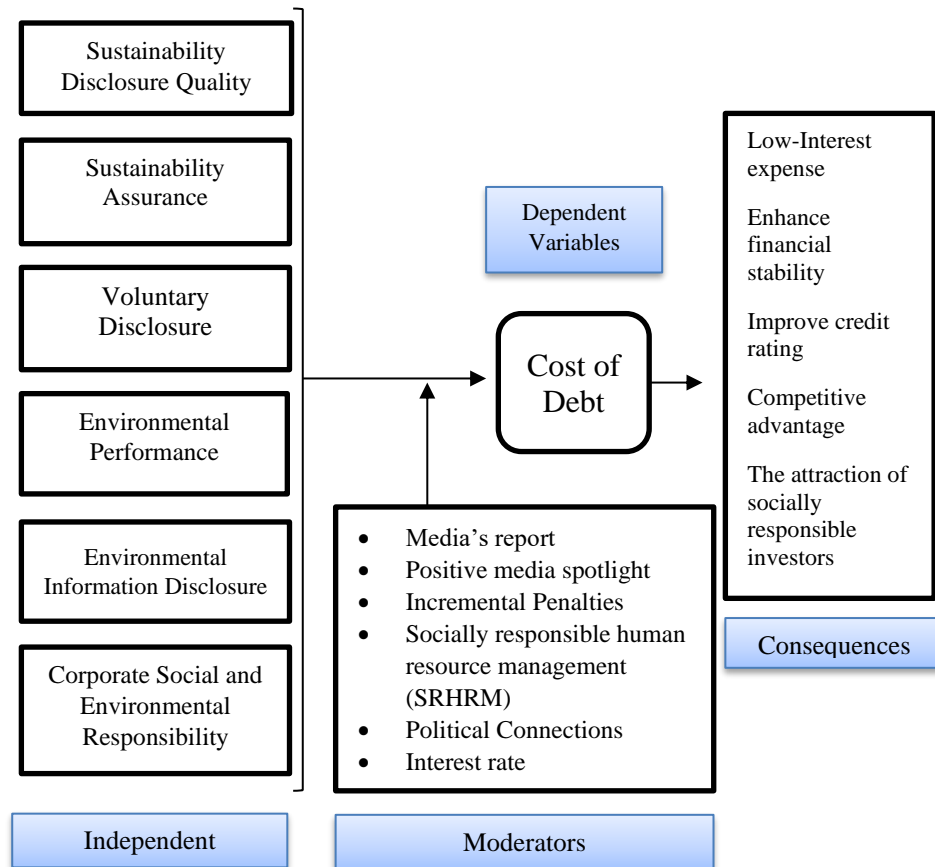 Sustainability
Disclosure Quality
Sustainability
Assurance
Voluntary
Disclosure
Environmental
Performance
Environmental
Information Disclosure
Corporate Social and
Environmental
Responsibility
Independent
Dependent
Variables
Cost of
Debt
• Media’s report
• Positive media spotlight
• Incremental Penalties
• Socially responsible human
resource management
(SRHRM)
• Political Connections
• Interest rate
Moderators
Low-Interest
expense
Enhance
financial
stability
Improve credit
rating
Competitive
advantage
The attraction of
socially
responsible
investors
Consequences